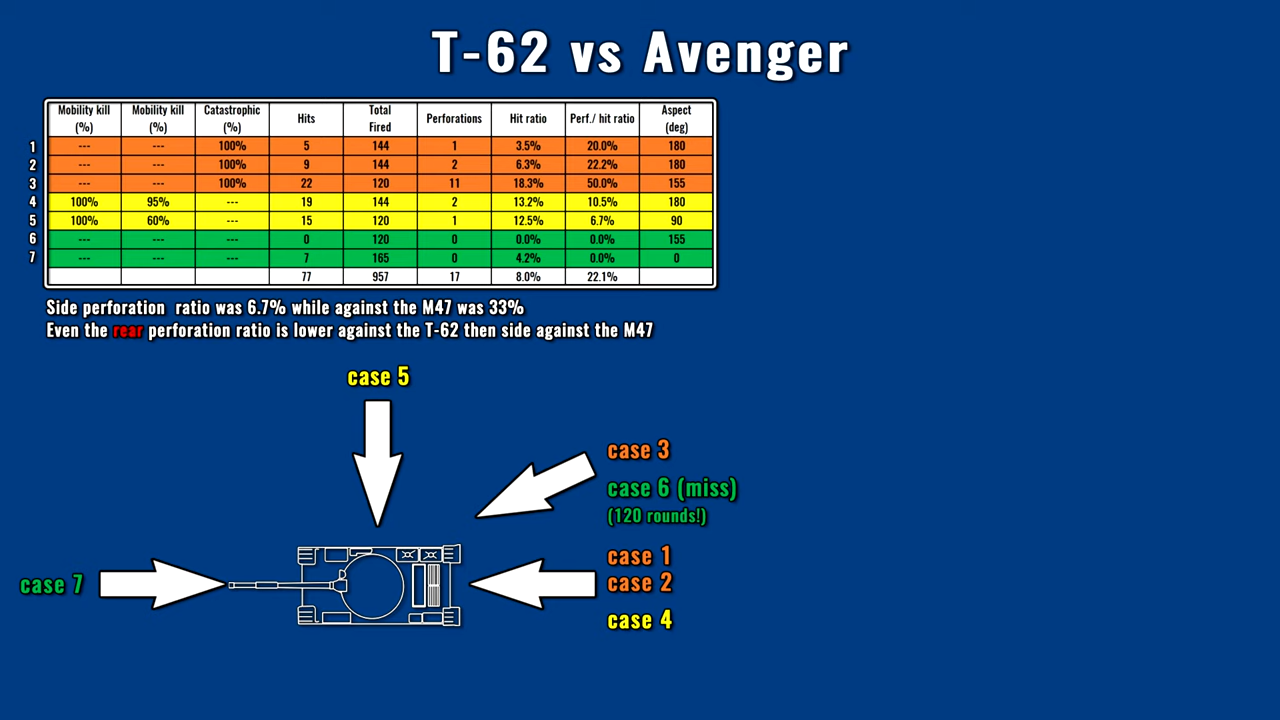 T-62 vs Avenger
Mobility kill (%) Mobility kill (%) Catastrophic (%) Hits Total Fired Perforations Hit ratio Perf./ hit ratio Aspect (deg)
1 --- --- 100% 5 144 1 3.5% 20.0% 180
2 --- --- 100% 9 144 2 6.3% 22.2% 180
3 --- --- 100% 22 120 11 18.3% 50.0% 155
4 100% 95% --- 19 144 2 13.2% 10.5% 180
5 100% 60% --- 15 120 1 12.5% 6.7% 90
6 --- --- --- 0 120 0 0.0% 0.0% 155
7 --- --- --- 7 165 0 4.2% 0.0% 0
77 957 17 8.0% 22.1%
Side perforation ratio was 6.7% while against the M47 was 33%
Even the rear perforation ratio is lower against the T-62 then side against the M47
case 5
case 3
case 6 (miss)
(120 rounds!)
case 1
case 7
case 2
case 4